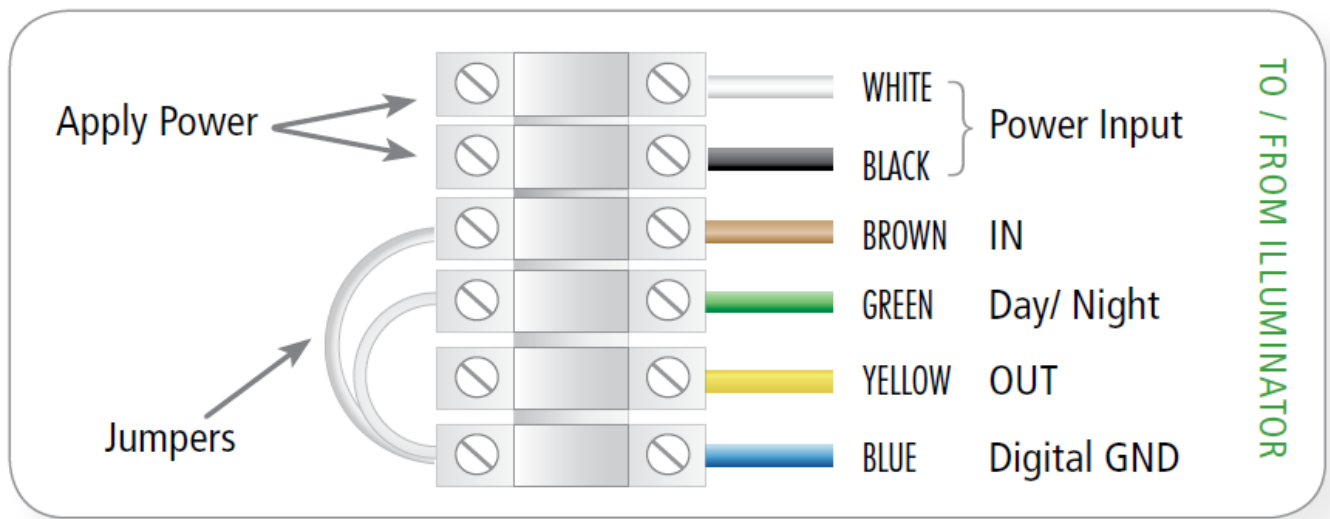 Apply Power
WHITE
BLACK
Power Input
BROWN IN
GREEN Day/ Night
YELLOW OUT
BLUE Digital GND
Jumpers
TO / FROM ILLUMINATOR